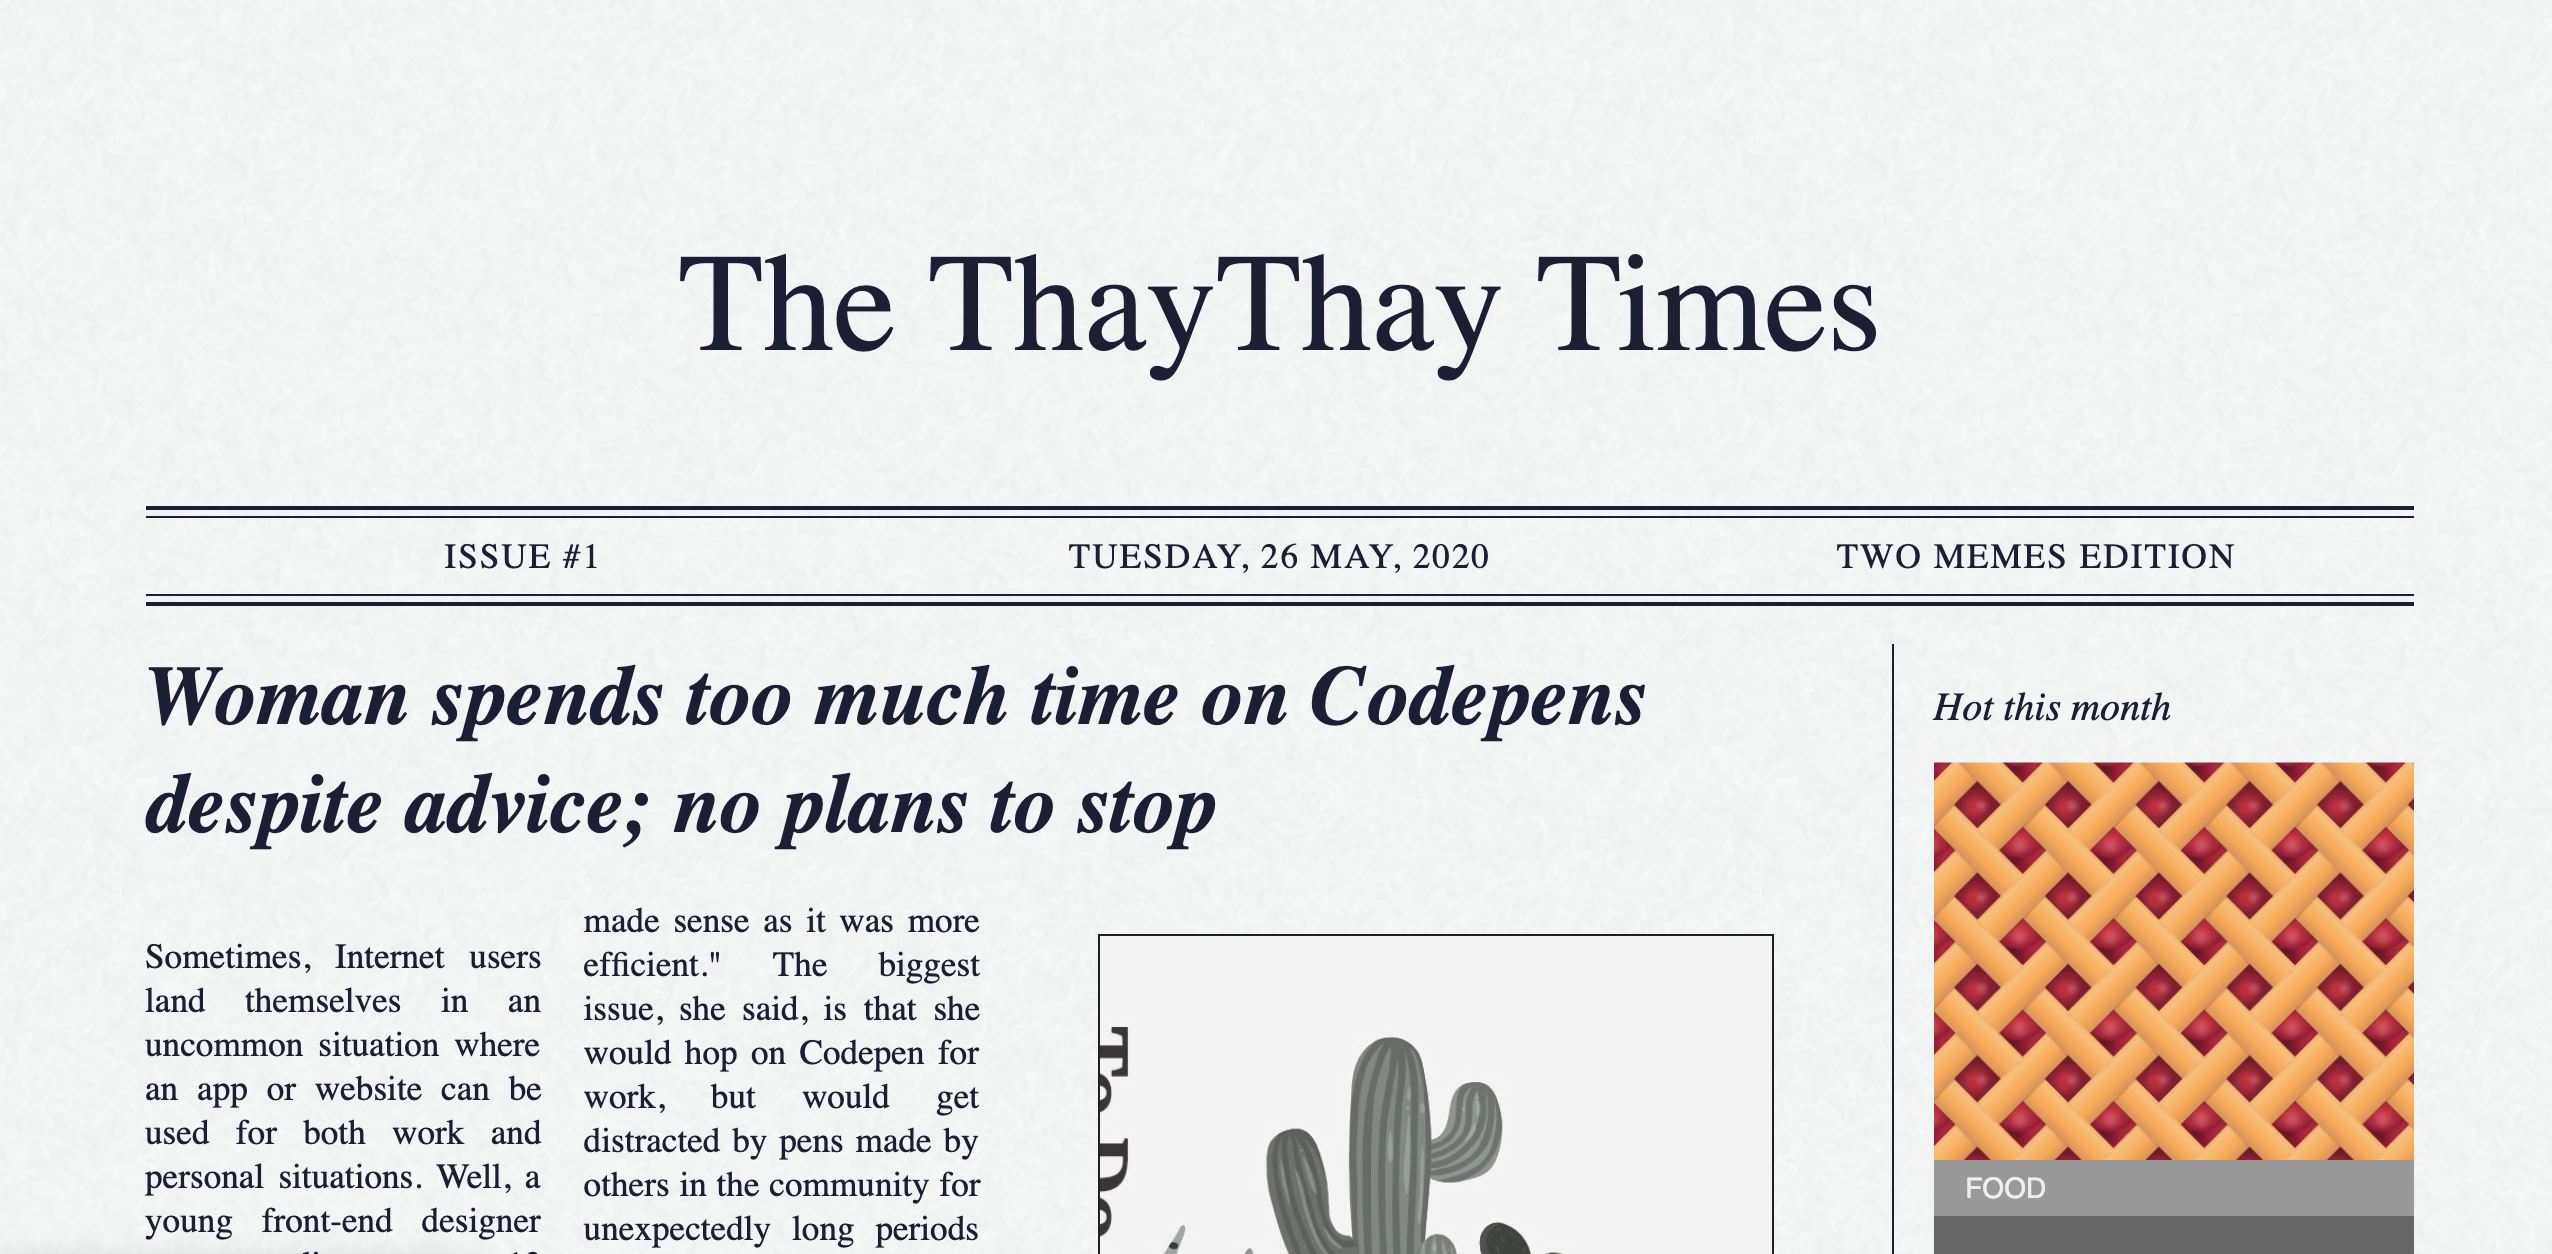 The ThayThay Times
ISSUE #1
TUESDAY, 26 MAY, 2020
TWO MEMES EDITION
Woman spends too much time on Codepens
despite advice; no plans to stop
Sometimes, Internet users
land themselves in an
uncommon situation where
an app or website can be
used for both work and
personal situations. Well, a
young front-end designer
made sense as it was more
efficient." The biggest
issue, she said, is that she
would hop on Codepen for
work, but would get
distracted by pens made by
others in the community for
unexpectedly long periods
Hot this month
FOOD